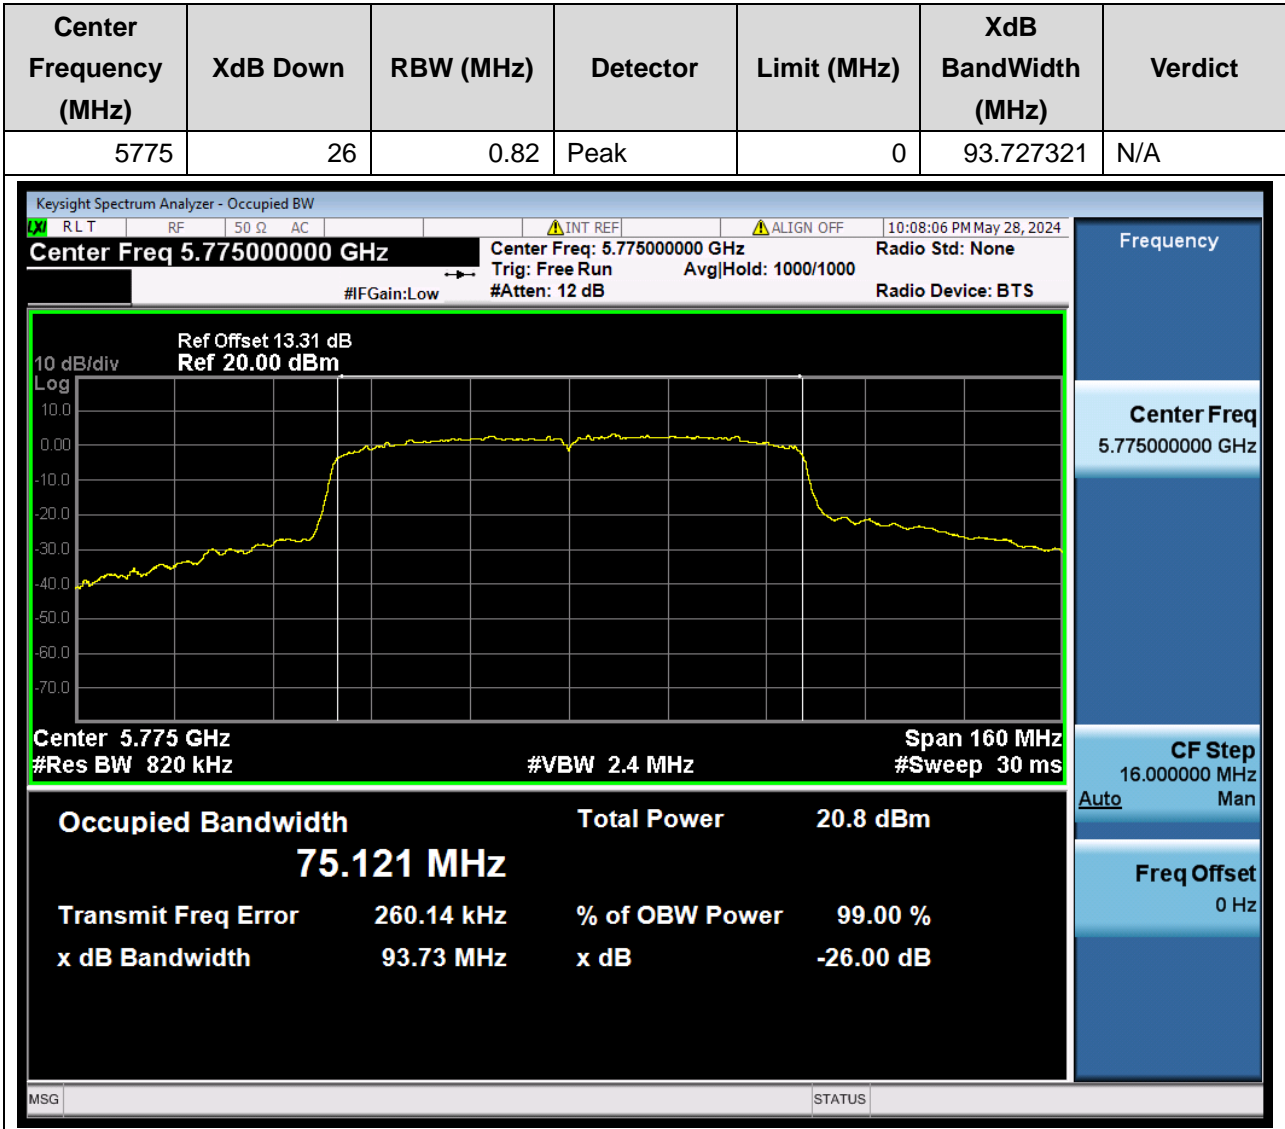 Center Frequency (MHz) XdB Down RBW (MHz) Detector Limit (MHz) XdB BandWidth (MHz) Verdict
5775 26 0.82 Peak 0 93.727321 N/A
Keysight Spectrum Analyzer - Occupied BW
LXI RLT RF 50 Ω AC INT REF ALIGN OFF 10:08:06 PM May 28, 2024
Center Freq 5.775000000 GHz
Center Freq: 5.775000000 GHz Radio Std: None
Trig: Free Run Avg|Hold: 1000/1000
#IFGain:Low #Atten: 12 dB Radio Device: BTS
Ref Offset 13.31 dB
10 dB/div Ref 20.00 dBm
Log
10.0
0.00
-10.0
-20.0
-30.0
-40.0
-50.0
-60.0
-70.0
Center 5.775 GHz Span 160 MHz
#Res BW 820 kHz #VBW 2.4 MHz #Sweep 30 ms
Occupied Bandwidth Total Power 20.8 dBm
75.121 MHz
Transmit Freq Error 260.14 kHz % of OBW Power 99.00 %
x dB Bandwidth 93.73 MHz x dB -26.00 dB
Frequency
Center Freq
5.775000000 GHz
CF Step
16.000000 MHz
Auto Man
Freq Offset
0 Hz
MSG STATUS